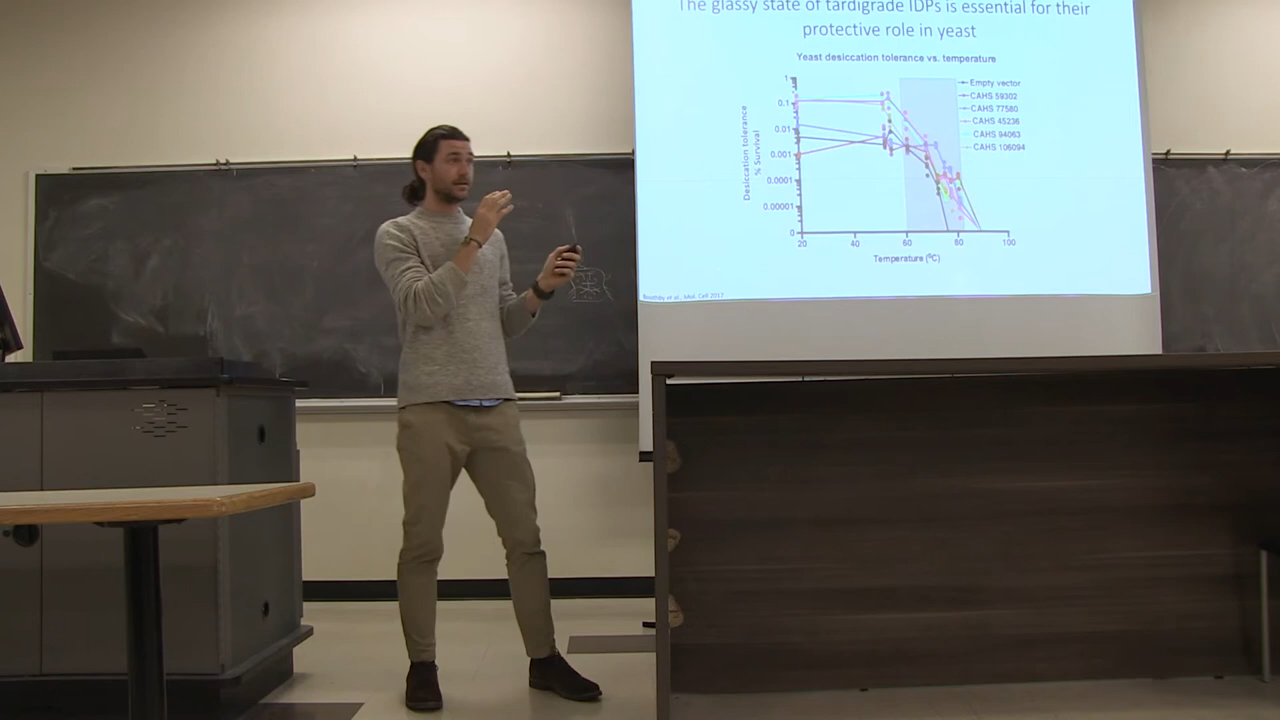 The glassy state of tardigrade IDPs is essential for their
protective role in yeast
Yeast desiccation tolerance vs. temperature
Desiccation tolerance
% Survival
1
0.1
0.01
0.001
0.0001
0.00001
0
20
40
60
80
100
Temperature (⁰C)
Empty vector
CAHS 59302
CAHS 77580
CAHS 45236
CAHS 94063
CAHS 106094
Boothby et al., Mol. Cell 2017